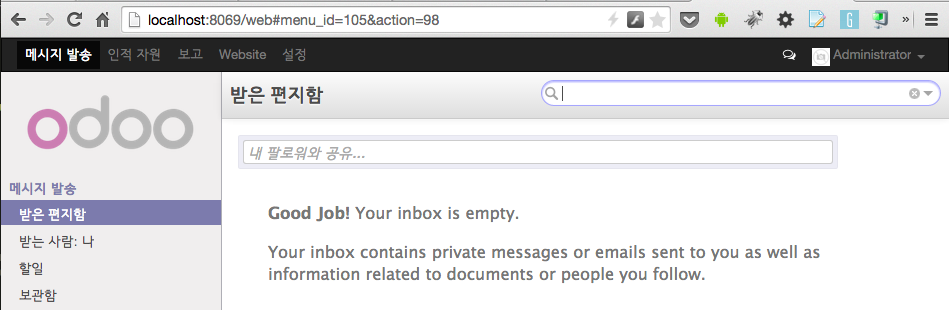 localhost:8069/web#menu_id=105&action=98
메시지 발송 인적 자원 보고 Website 설정 Administrator
odoo
받은 편지함
내 팔로워와 공유...
메시지 발송
받은 편지함
받는 사람: 나
할일
보관함
Good Job! Your inbox is empty.
Your inbox contains private messages or emails sent to you as well as
information related to documents or people you follow.